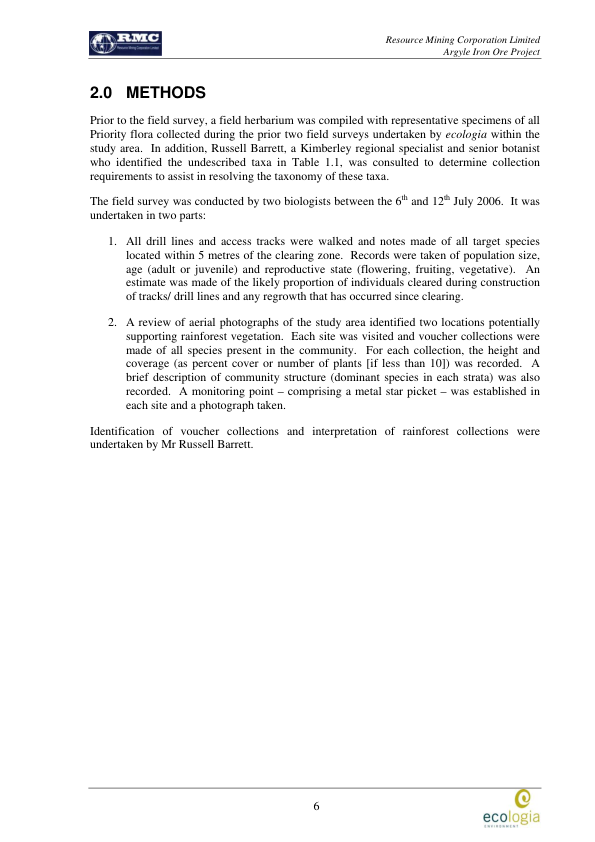 RMC
Resource Mining Corporation Limited
Resource Mining Corporation Limited
Argyle Iron Ore Project
2.0 METHODS
Prior to the field survey, a field herbarium was compiled with representative specimens of all
Priority flora collected during the prior two field surveys undertaken by ecologia within the
study area. In addition, Russell Barrett, a Kimberley regional specialist and senior botanist
who identified the undescribed taxa in Table 1.1, was consulted to determine collection
requirements to assist in resolving the taxonomy of these taxa.
The field survey was conducted by two biologists between the 6th and 12th July 2006. It was
undertaken in two parts:
1. All drill lines and access tracks were walked and notes made of all target species
located within 5 metres of the clearing zone. Records were taken of population size,
age (adult or juvenile) and reproductive state (flowering, fruiting, vegetative). An
estimate was made of the likely proportion of individuals cleared during construction
of tracks/ drill lines and any regrowth that has occurred since clearing.
2. A review of aerial photographs of the study area identified two locations potentially
supporting rainforest vegetation. Each site was visited and voucher collections were
made of all species present in the community. For each collection, the height and
coverage (as percent cover or number of plants [if less than 10]) was recorded. A
brief description of community structure (dominant species in each strata) was also
recorded. A monitoring point – comprising a metal star picket – was established in
each site and a photograph taken.
Identification of voucher collections and interpretation of rainforest collections were
undertaken by Mr Russell Barrett.
6
ecologia
ENVIRONMENT